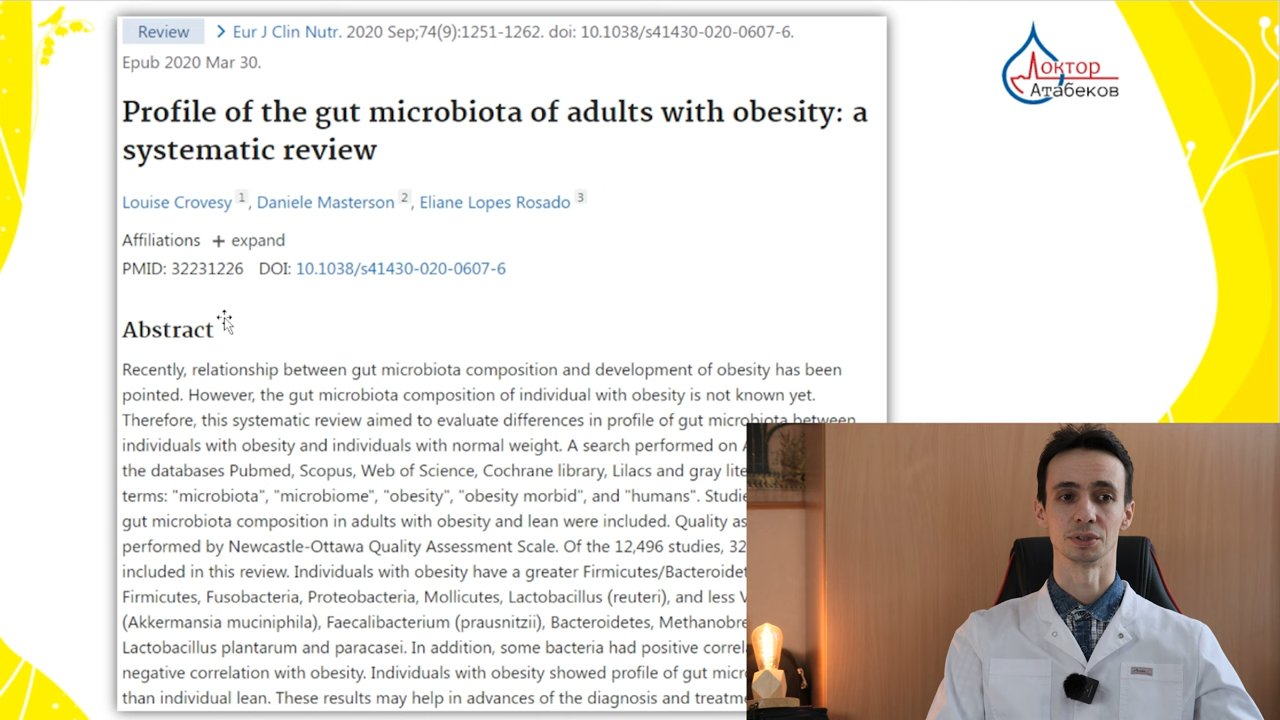 Review
Eur J Clin Nutr. 2020 Sep;74(9):1251-1262. doi: 10.1038/s41430-020-0607-6.
Epub 2020 Mar 30.
Profile of the gut microbiota of adults with obesity: a
systematic review
Louise Crovesy 1, Daniele Masterson 2, Eliane Lopes Rosado 3
Affiliations + expand
PMID: 32231226 DOI: 10.1038/s41430-020-0607-6
Abstract
Recently, relationship between gut microbiota composition and development of obesity has been
pointed. However, the gut microbiota composition of individual with obesity is not known yet.
Therefore, this systematic review aimed to evaluate differences in profile of gut microbiota between
individuals with obesity and individuals with normal weight. A search performed on
the databases Pubmed, Scopus, Web of Science, Cochrane library, Lilacs and gray
terms: "microbiota", "microbiome", "obesity", "obesity morbid", and "humans".
gut microbiota composition in adults with obesity and lean were included. Quality
performed by Newcastle-Ottawa Quality Assessment Scale. Of the 12,496 studies, 32
included in this review. Individuals with obesity have a greater
Firmicutes, Fusobacteria, Proteobacteria, Mollicutes, Lactobacillus (reuteri), and less
(Akkermansia muciniphila), Faecalibacterium (prausnitzii), Bacteroidetes,
Lactobacillus plantarum and paracasei. In addition, some bacteria had positive
negative correlation with obesity. Individuals with obesity showed profile of gut
than individual lean. These results may help in advances of the diagnosis and
Доктор
Атабеков